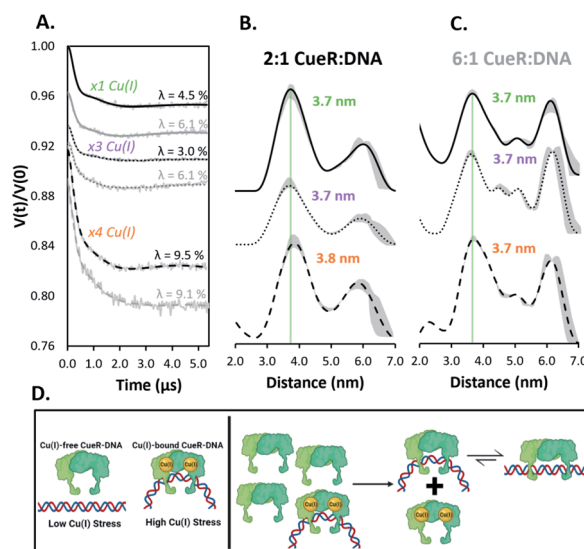 A.
B.
C.
2:1 CueR:DNA
6:1 CueR:DNA
V(t)/V(0)
1.00
0.96
0.92
0.88
0.84
0.80
0.76
x1 Cu(I)
λ = 4.5 %
λ = 6.1 %
x3 Cu(I)
λ = 3.0 %
λ = 6.1 %
x4 Cu(I)
λ = 9.5 %
λ = 9.1 %
0.0 1.0 2.0 3.0 4.0 5.0
Time (µs)
3.7 nm
3.7 nm
3.8 nm
2.0 3.0 4.0 5.0 6.0 7.0
Distance (nm)
3.7 nm
3.7 nm
3.7 nm
2.0 3.0 4.0 5.0 6.0 7.0
Distance (nm)
D.
Cu(I)-free CueR-DNA
Low Cu(I) Stress
Cu(I)-bound CueR-DNA
Cu(I) Cu(I)
High Cu(I) Stress
Cu(I) Cu(I)
+
Cu(I) Cu(I)